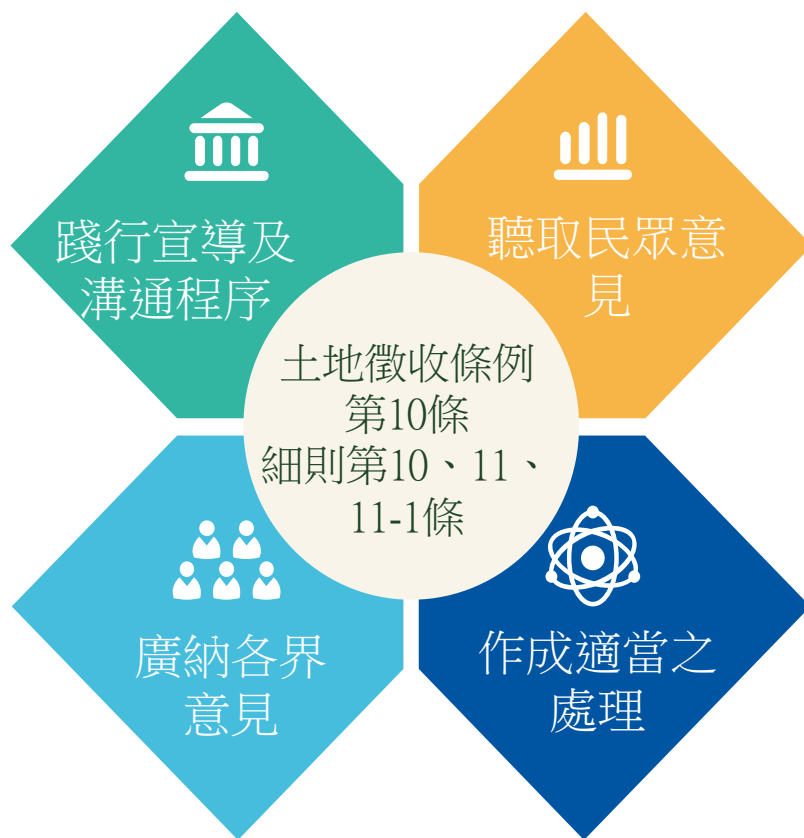 踐行宣導及
溝通程序
聽取民眾意
見
土地徵收條例
第10條
細則第10、11、
11-1條
廣納各界
意見
作成適當之
處理